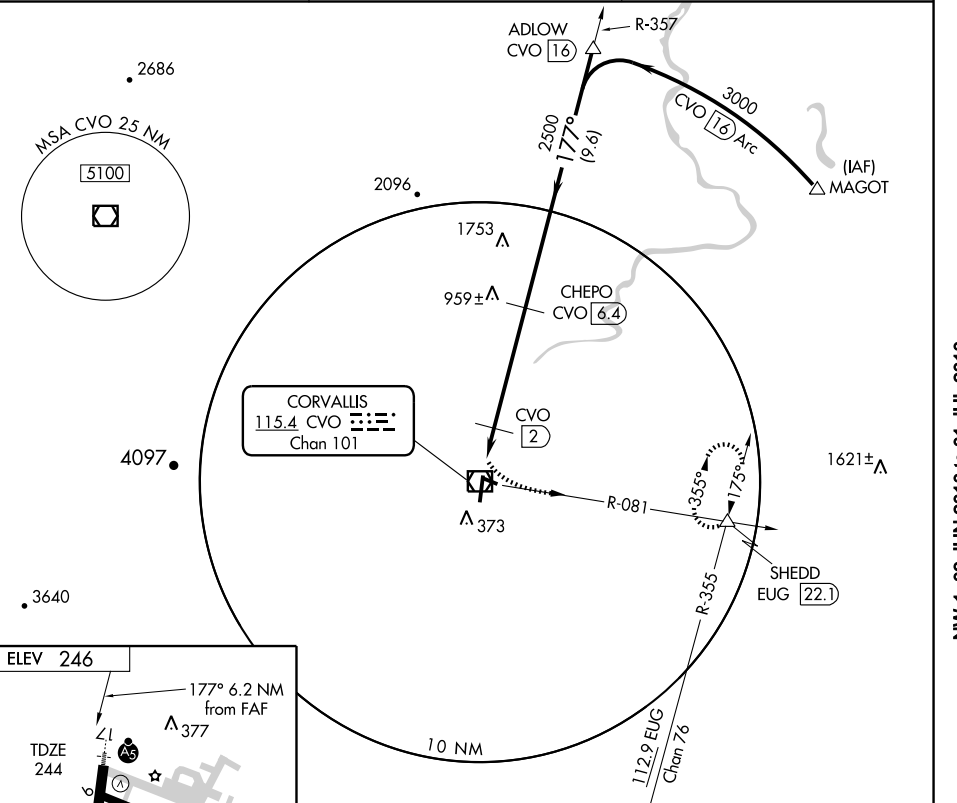 ADLOW
CVO 16
R-357
2686
MSA CVO 25 NM
5100
3000
CVO 16 Arc
(IAF)
MAGOT
2500
177°
(9.6)
2096
1753
959±
CHEPO
CVO 6.4
CORVALLIS
115.4 CVO
Chan 101
CVO
2
4097
1621±
355°
175°
R-081
373
SHEDD
EUG 22.1
3640
R-355
ELEV 246
177° 6.2 NM
from FAF
377
17
TDZE
244
A5
10 NM
112.9 EUG
Chan 76